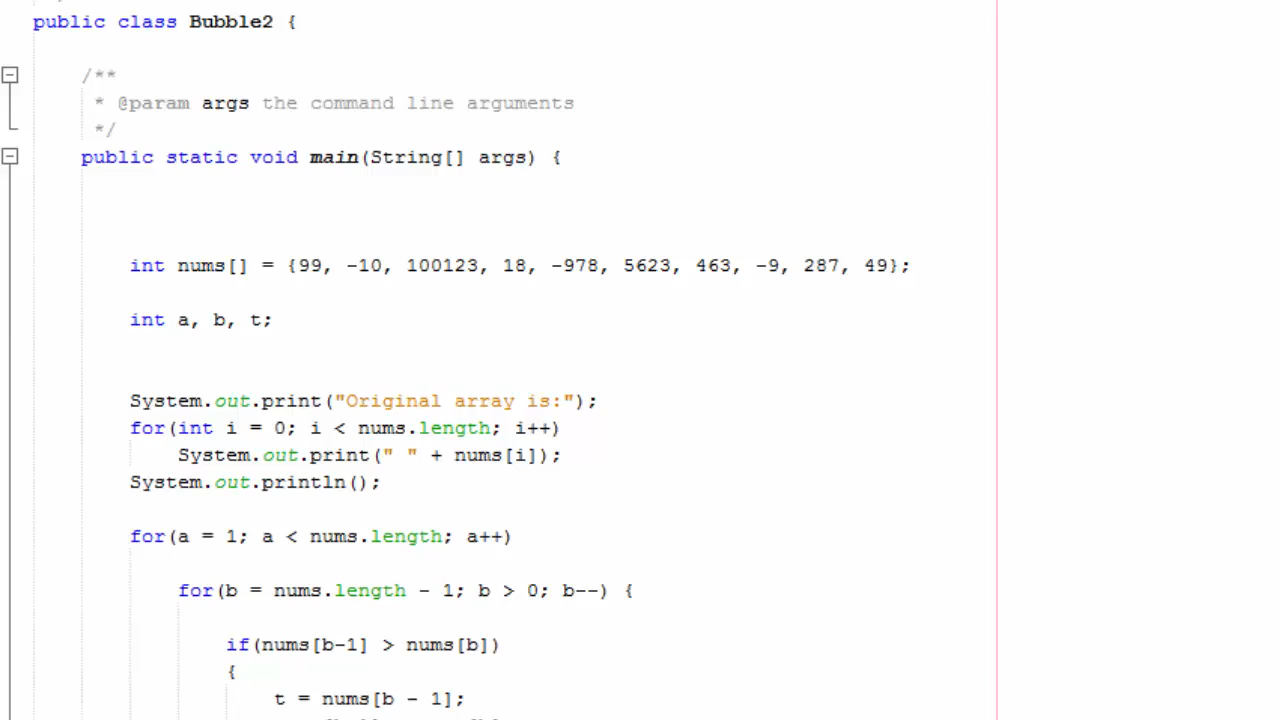 public class Bubble2 {
/**
* @param args the command line arguments
*/
public static void main(String[] args) {
int nums[] = {99, -10, 100123, 18, -978, 5623, 463, -9, 287, 49};
int a, b, t;
System.out.print("Original array is:");
for(int i = 0; i < nums.length; i++)
System.out.print(" " + nums[i]);
System.out.println();
for(a = 1; a < nums.length; a++)
for(b = nums.length - 1; b > 0; b--) {
if(nums[b-1] > nums[b])
{
t = nums[b - 1];